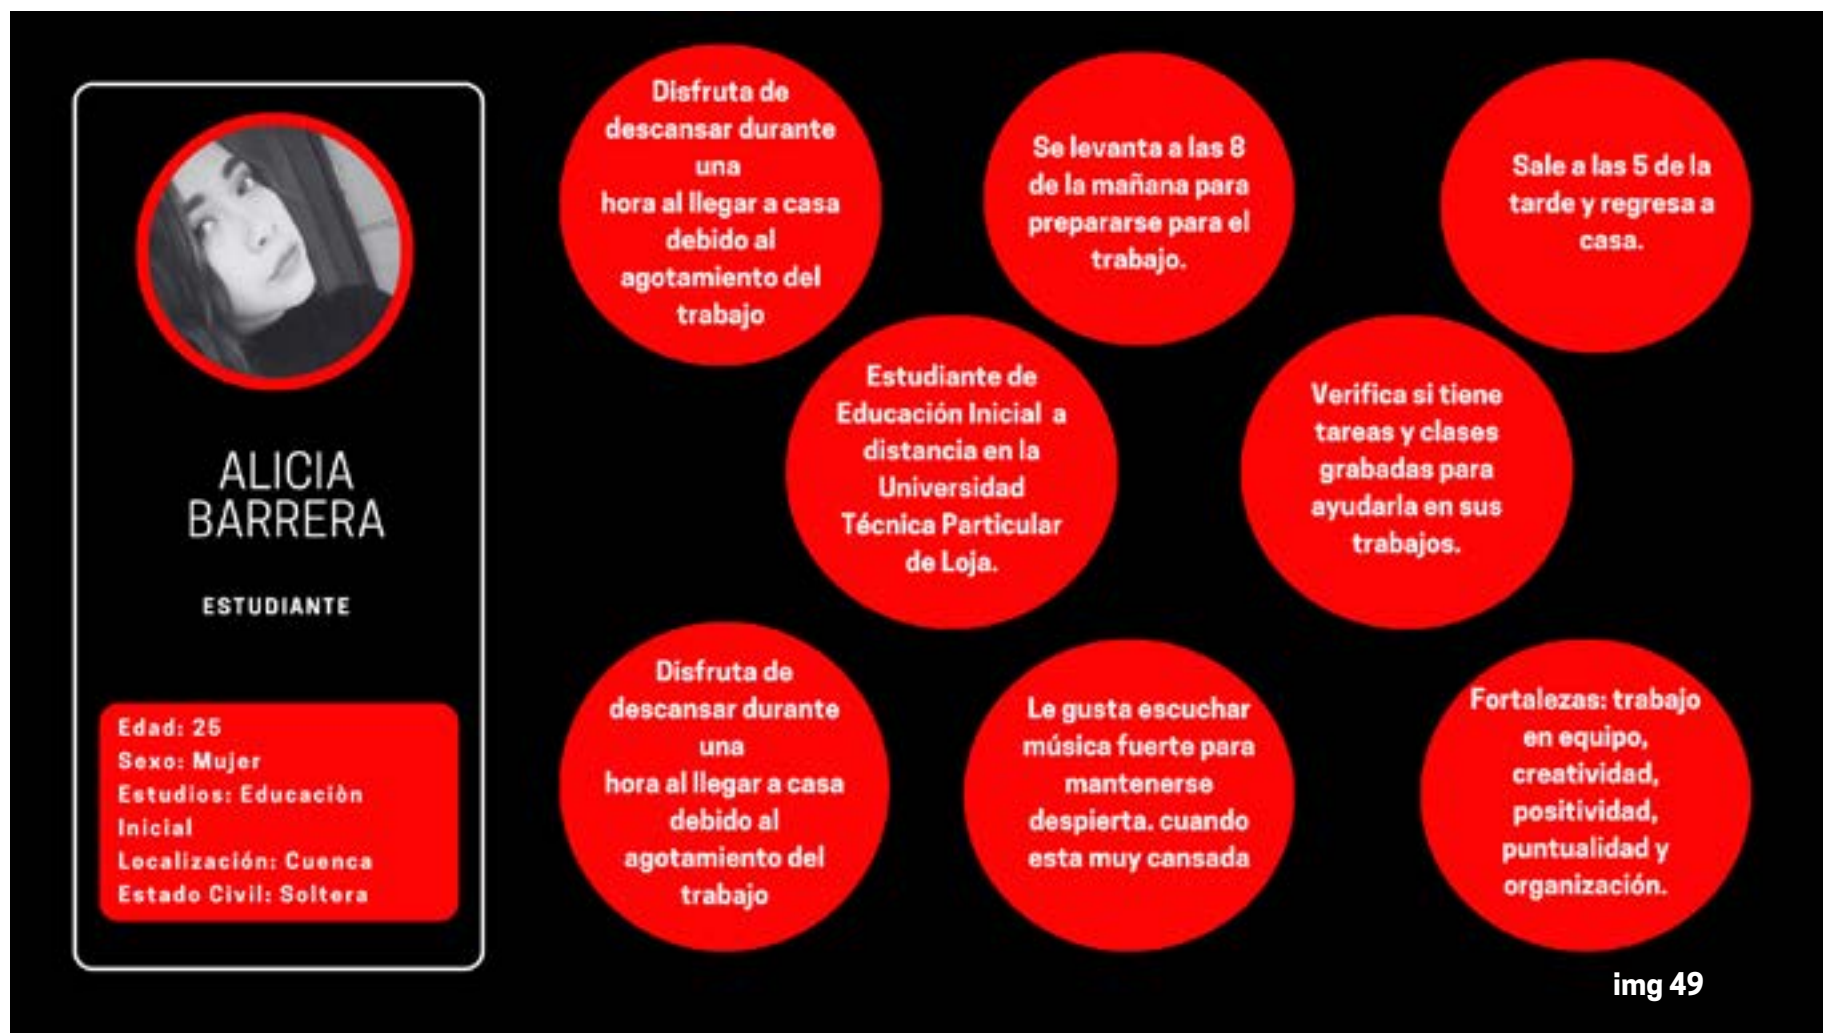 ALICIA
BARRERA
ESTUDIANTE
Edad: 25
Sexo: Mujer
Estudios: Educaciòn
Inicial
Localización: Cuenca
Estado Civil: Soltera
Disfruta de
descansar durante
una
hora al llegar a casa
debido al
agotamiento del
trabajo
Se levanta a las 8
de la mañana para
prepararse para el
trabajo.
Sale a las 5 de la
tarde y regresa a
casa.
Estudiante de
Educación Inicial a
distancia en la
Universidad
Técnica Particular
de Loja.
Verifica si tiene
tareas y clases
grabadas para
ayudarla en sus
trabajos.
Disfruta de
descansar durante
una
hora al llegar a casa
debido al
agotamiento del
trabajo
Le gusta escuchar
música fuerte para
mantenerse
despierta. cuando
esta muy cansada
Fortalezas: trabajo
en equipo,
creatividad,
positividad,
puntualidad y
organización.
img 49